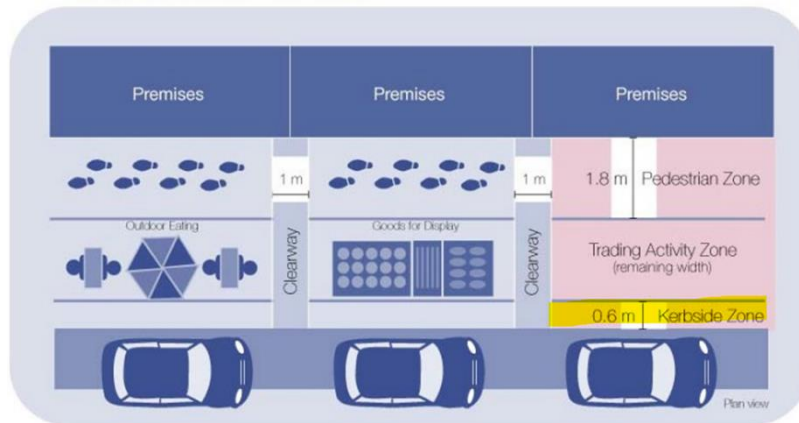 Premises
Premises
Premises
1 m
1 m
1.8 m
Pedestrian Zone
Outdoor Eating
Goods for Display
Clearway
Clearway
Trading Activity Zone
(remaining width)
0.6 m
Kerbside Zone
Plan view